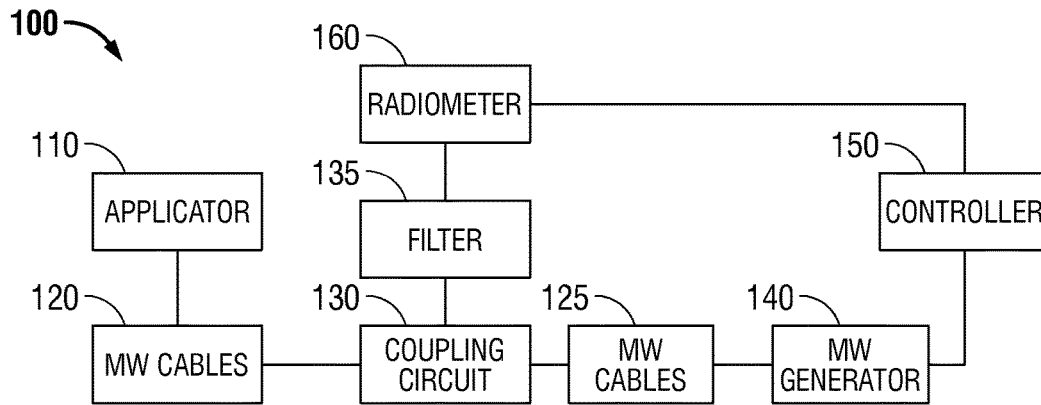 100
160
RADIOMETER
110
APPLICATOR
135
FILTER
150
CONTROLLER
120
MW CABLES
130
COUPLING
CIRCUIT
125
MW
CABLES
140
MW
GENERATOR